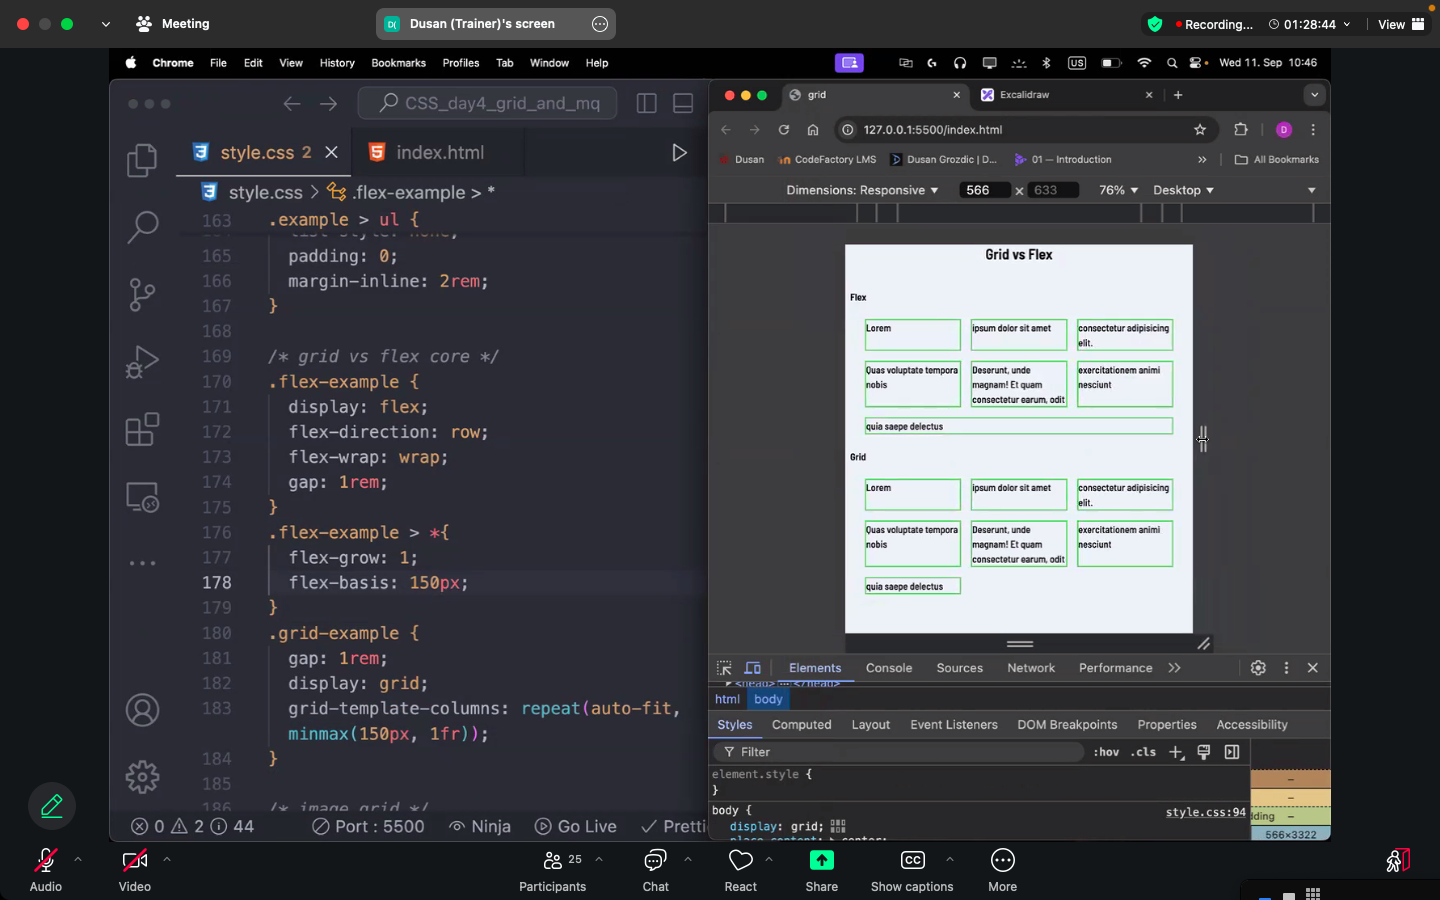 Meeting
D( Dusan (Trainer)'s screen
Recording...
01:28:44
View
Chrome File Edit View History Bookmarks Profiles Tab Window Help
US
Wed 11. Sep 10:46
CSS_day4_grid_and_mq
style.css 2
index.html
style.css > .flex-example > *
163 .example > ul {
165 padding: 0;
166 margin-inline: 2rem;
167 }
168
169 /* grid vs flex core */
170 .flex-example {
171 display: flex;
172 flex-direction: row;
173 flex-wrap: wrap;
174 gap: 1rem;
175 }
176 .flex-example > *{
177 flex-grow: 1;
178 flex-basis: 150px;
179 }
180 .grid-example {
181 gap: 1rem;
182 display: grid;
183 grid-template-columns: repeat(auto-fit,
minmax(150px, 1fr));
184 }
185
186 /* image grid */
0 2 44
Port : 5500
Ninja
Go Live
Pretti
grid
Excalidraw
127.0.0.1:5500/index.html
D
Dusan
CodeFactory LMS
Dusan Grozdic | D...
01 — Introduction
All Bookmarks
Dimensions: Responsive
566 × 633
76%
Desktop
Grid vs Flex
Flex
Lorem
ipsum dolor sit amet
consectetur adipisicing
elit.
Quas voluptate tempora
nobis
Deserunt, unde
magnam! Et quam
consectetur earum, odit
exercitationem animi
nesciunt
quia saepe delectus
Grid
Lorem
ipsum dolor sit amet
consectetur adipisicing
elit.
Quas voluptate tempora
nobis
Deserunt, unde
magnam! Et quam
consectetur earum, odit
exercitationem animi
nesciunt
quia saepe delectus
Elements Console Sources Network Performance
html body
Styles Computed Layout Event Listeners DOM Breakpoints Properties Accessibility
Filter
:hov .cls
element.style {
}
body {
style.css:94
display: grid;
dding
566×3322
Audio
Video
25
Participants
Chat
React
Share
CC
Show captions
More